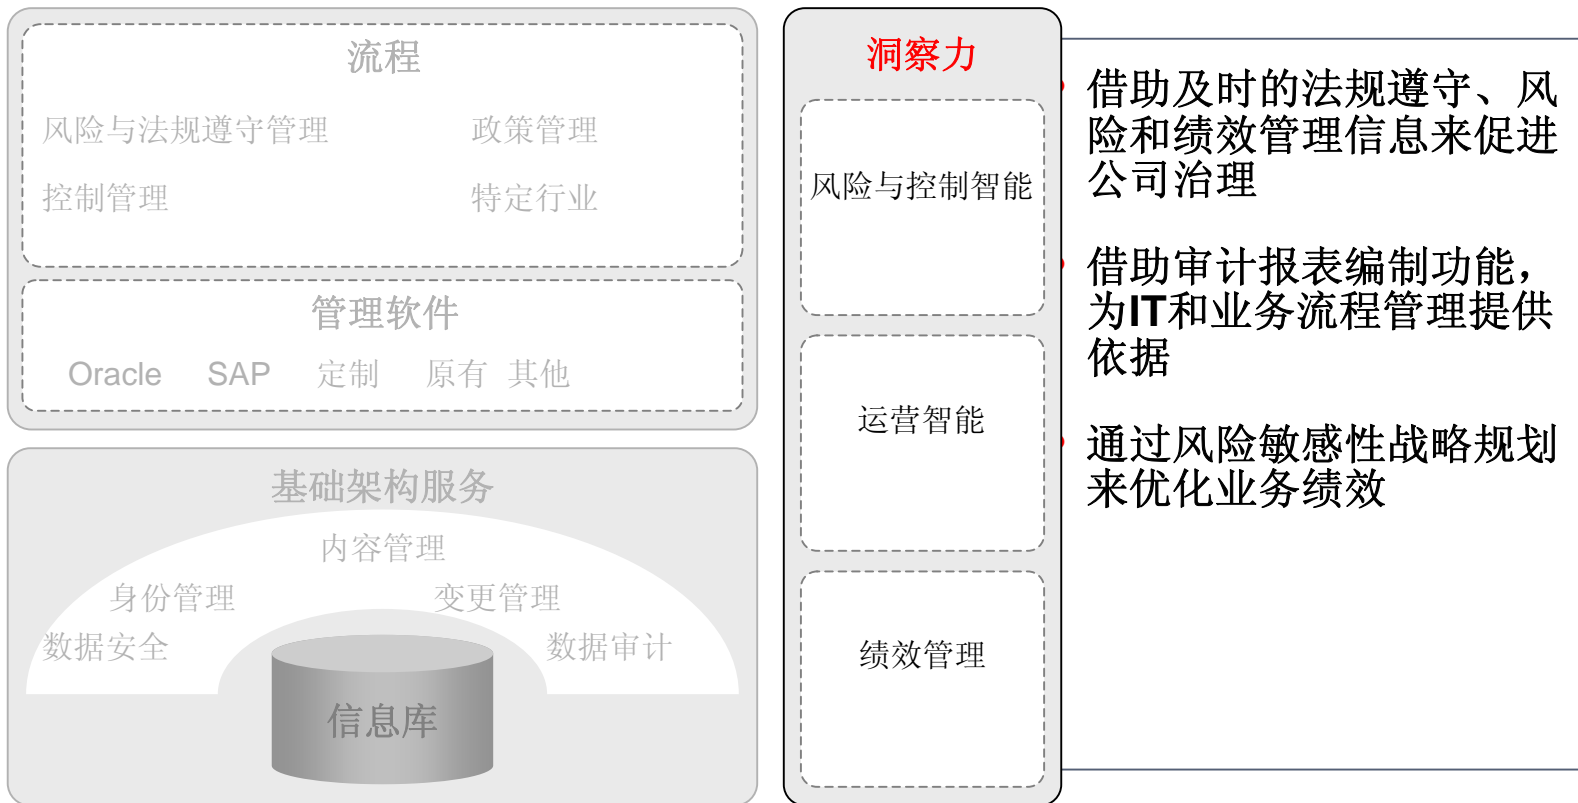 流程
风险与法规遵守管理 政策管理
控制管理 特定行业
管理软件
Oracle SAP 定制 原有 其他
基础架构服务
内容管理
身份管理 变更管理
数据安全 数据审计
信息库
洞察力
风险与控制智能
运营智能
绩效管理
借助及时的法规遵守、风
险和绩效管理信息来促进
公司治理
借助审计报表编制功能，
为IT和业务流程管理提供
依据
通过风险敏感性战略规划
来优化业务绩效